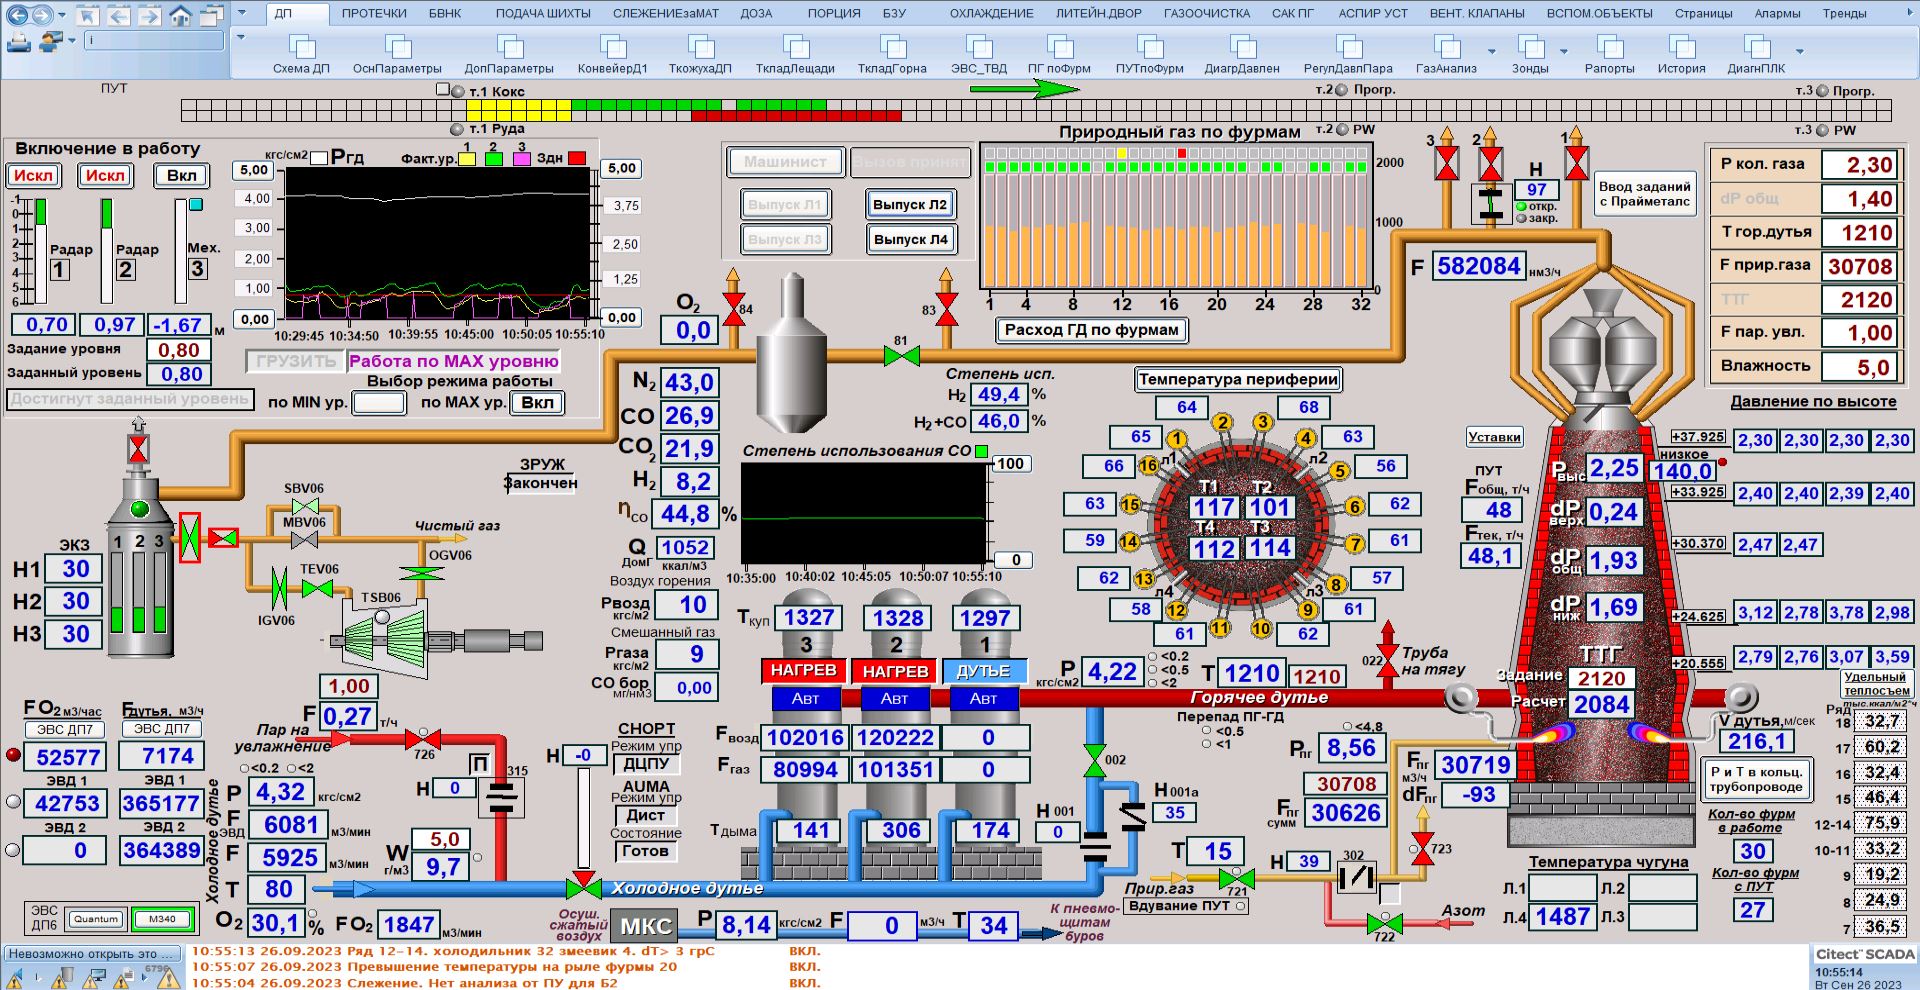 ДП ПРОТЕЧКИ БВНК ПОДАЧА ШИХТЫ СЛЕЖЕНИЕзаМАТ ДОЗА ПОРЦИЯ БЗУ ОХЛАЖДЕНИЕ ЛИТЕЙН.ДВОР ГАЗООЧИСТКА САК ПГ АСПИР УСТ ВЕНТ. КЛАПАНЫ ВСПОМ.ОБЪЕКТЫ Страницы Алармы Тренды
i
Схема ДП ОснПараметры ДопПараметры КонвейерД1 ТкожухаДП ТкладЛещади ТкладГорна ЭВС_ТВД ПГ поФурм ПУТпоФурм ДиагрДавлен РегулДавлПара ГазАнализ Зонды Рапорты История ДиагнПЛК
ПУТ
т.1 Кокс т.2 Прогр. т.3 Прогр.
т.1 Руда т.2 PW т.3 PW
Включение в работу
Искл Искл Вкл
-1
0
1
2
3
4
5
6
Радар 1
Радар 2
Мех. 3
0,70 0,97 -1,67 м
Задание уровня 0,80
Заданный уровень 0,80
Достигнут заданный уровень
кгс/см2 Ргд Факт.ур. 1 2 3 Здн
5,00 5,00
4,00 3,75
3,00 2,50
2,00 1,25
1,00
0,00 0,00
10:29:45 10:34:50 10:39:55 10:45:00 10:50:05 10:55:10
ГРУЗИТЬ Работа по МАХ уровню
Выбор режима работы
по MIN ур. по МАХ ур. Вкл
Машинист Вызов принят
Выпуск Л1 Выпуск Л2
Выпуск Л3 Выпуск Л4
Природный газ по фурмам
2000
1000
0
1 4 8 12 16 20 24 28 32
Расход ГД по фурмам
3 2 1
Н
97
откр.
закр.
Ввод заданий
с Прайметалс
F 582084 нм3/ч
Р кол. газа 2,30
dP общ 1,40
Т гор.дутья 1210
F прир.газа 30708
ТТГ 2120
F пар. увл. 1,00
Влажность 5,0
O2 0,0
84 83 81
N2 43,0
CO 26,9
CO2 21,9
H2 8,2
ηco 44,8 %
Q Домг 1052 ккал/м3
Воздух горения
Рвозд кгс/см2 10
Смешанный газ
Ргаза кгс/м2 9
СО бор мг/нм3 0,00
Степень исп.
H2 49,4 %
H2+CO 46,0 %
Степень использования СО
100
0
10:35:00 10:40:02 10:45:05 10:50:07 10:55:10
Температура периферии
64 68
65 63
66 56
63 62
59 61
62 57
58 61
61 62
1 2 3 4 5 6 7 8 9 10 11 12 13 14 15 16
л1 л2 л3 л4
Т1 Т2
117 101
Т4 Т3
112 114
Давление по высоте
Уставки
+37.925 2,30 2,30 2,30 2,30
низкое
140,0
+33.925 2,40 2,40 2,39 2,40
+30.370 2,47 2,47
+24.625 3,12 2,78 3,78 2,98
+20.555 2,79 2,76 3,07 3,59
ПУТ
Fобщ, т/ч
48
Fтек, т/ч
48,1
Рвыс 2,25
dP верх 0,24
dP общ 1,93
dP ниж 1,69
ТТГ
Задание 2120
Расчет 2084
ЗРУЖ
Закончен
SBV06
MBV06
Чистый газ
OGV06
TEV06
IGV06
TSB06
1 2 3
ЭКЗ
Н1 30
Н2 30
Н3 30
Ткуп 1327 1328 1297
3 2 1
НАГРЕВ НАГРЕВ ДУТЬЕ
Авт Авт Авт
Fвозд 102016 120222 0
Fгаз 80994 101351 0
Тдыма 141 306 174
Р кгс/см2 4,22
<0.2
<0.5
<2
Т 1210 1210
022
Труба
на тягу
Горячее дутье
Перепад ПГ-ГД
<0.5
<1
F O2 м3/час Fдутья, м3/ч
ЭВС ДП7 ЭВС ДП7
52577 7174
ЭВД 1 ЭВД 1
42753 365177
ЭВД 2 ЭВД 2
0 364389
ЭВС
ДП6
Quantum M340
1,00
F 0,27 т/ч
Пар на
увлажнение
726
<0.2 <2
Холодное дутье
Р 4,32 кгс/см2
F ЭВД 6081 м3/мин
F 5925 м3/мин
Т 80
O2 30,1 %
F O2 1847 м3/мин
П
315
Н 0
5,0
W г/м3 9,7
Н -0
СНОРТ
Режим упр
ДЦПУ
AUMA
Режим упр
Дист
Состояние
Готов
Холодное дутье
Осуш.
сжатый
воздух
МКС Р 8,14 кгс/см2 F 0 м3/ч Т 34
К пневмо-
щитам
буров
002
Н 001
0
Н 001а
35
<4,8
Рпг 8,56
30708
Fпг сумм 30626
Fпг м3/ч 30719
dFпг -93
723
Т 15 Н 39 302
Прир.газ 721
Вдувание ПУТ
722
Азот
V дутья,м/сек
216,1
Р и Т в кольц.
трубопроводе
Кол-во фурм
в работе
30
Кол-во фурм
с ПУТ
27
Температура чугуна
Л.1 Л.2
Л.4 1487 Л.3
Удельный
теплосъем
тыс.ккал/м2*ч
Ряд
18 32,7
17 60,2
16 32,4
15 46,4
12-14 75,9
10-11 33,2
9 19,2
8 24,9
7 36,5
Невозможно открыть это ...
6796
10:55:13 26.09.2023 Ряд 12-14. холодильник 32 змеевик 4. dT> 3 грС ВКЛ.
10:55:07 26.09.2023 Превышение температуры на рыле фурмы 20 ВКЛ.
10:55:04 26.09.2023 Слежение. Нет анализа от ПУ для Б2 ВКЛ.
Citect SCADA
10:55:14
Вт Сен 26 2023